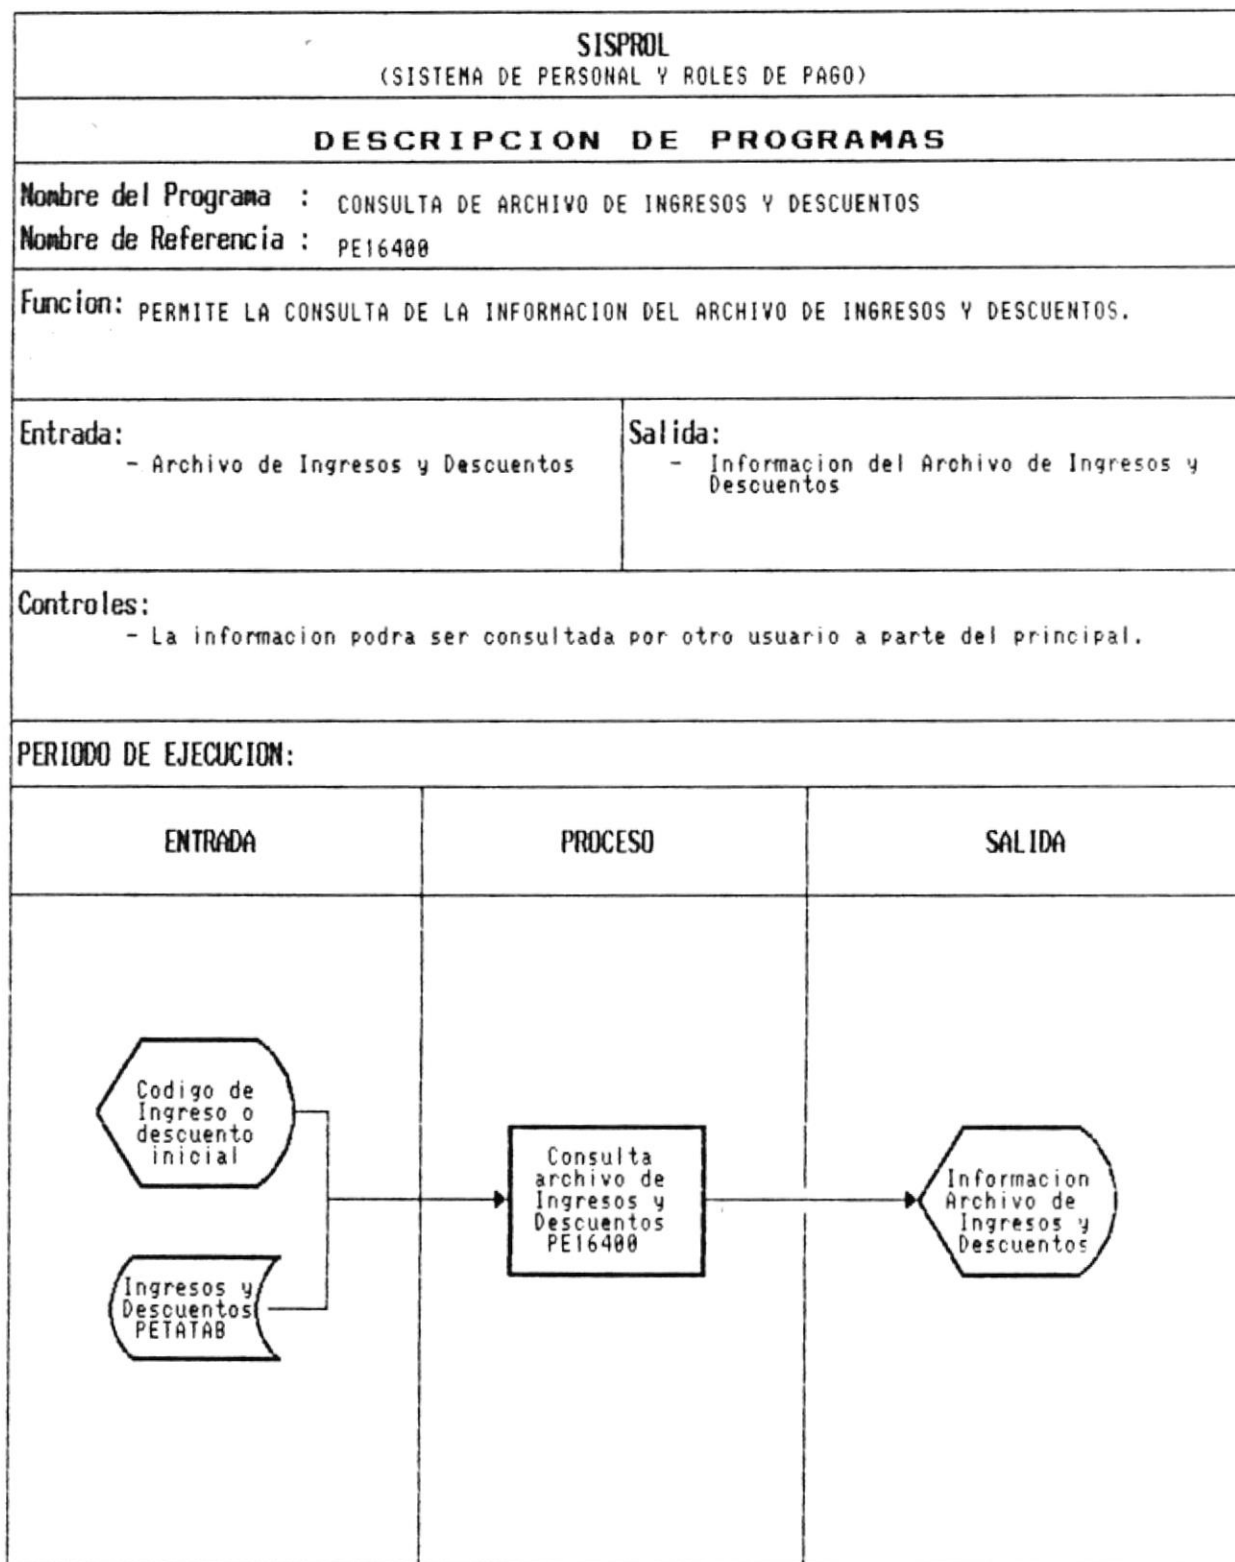 SISPROL
(SISTEMA DE PERSONAL Y ROLES DE PAGO)
DESCRIPCION DE PROGRAMAS
Nombre del Programa : CONSULTA DE ARCHIVO DE INGRESOS Y DESCUENTOS
Nombre de Referencia : PE16400
Funcion: PERMITE LA CONSULTA DE LA INFORMACION DEL ARCHIVO DE INGRESOS Y DESCUENTOS.
Entrada:
- Archivo de Ingresos y Descuentos
Salida:
- Informacion del Archivo de Ingresos y
Descuentos
Controles:
- La informacion podra ser consultada por otro usuario a parte del principal.
PERIODO DE EJECUCION:
ENTRADA
PROCESO
SALIDA
Codigo de
Ingreso o
descuento
inicial
Ingresos y
Descuentos
PETATAB
Consulta
archivo de
Ingresos y
Descuentos
PE16400
Informacion
Archivo de
Ingresos y
Descuentos